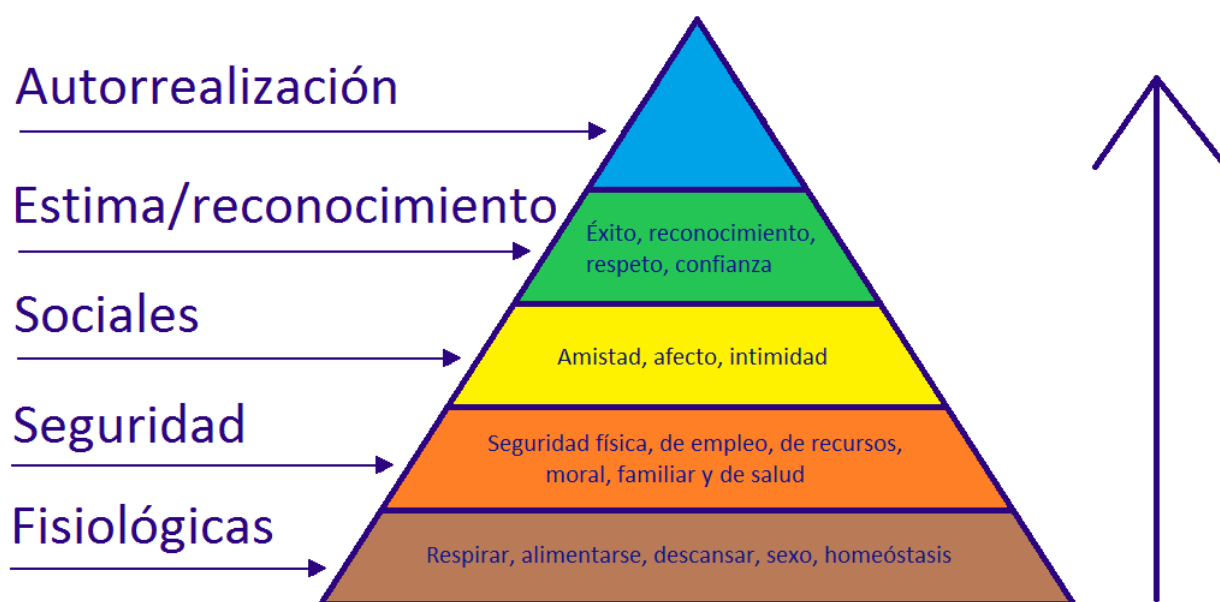 Autorrealización
Estima/reconocimiento
Éxito, reconocimiento,
respeto, confianza
Sociales
Amistad, afecto, intimidad
Seguridad
Seguridad física, de empleo, de recursos,
moral, familiar y de salud
Fisiológicas
Respirar, alimentarse, descansar, sexo, homeóstasis